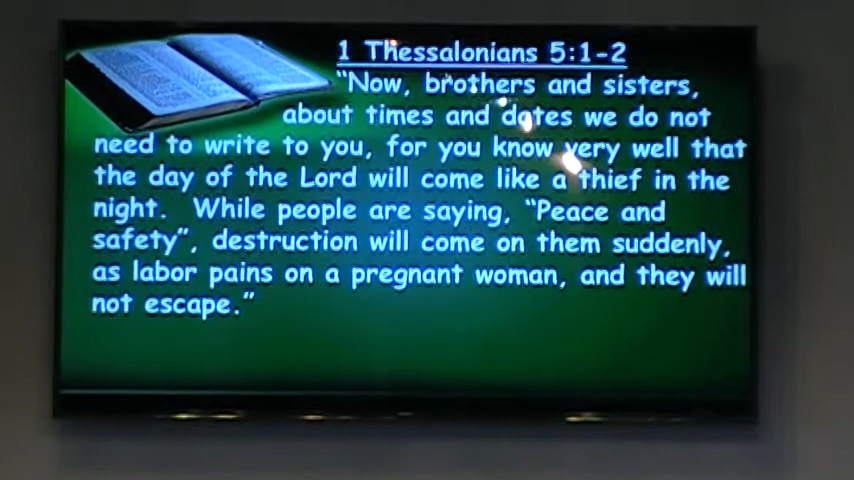 1 Thessalonians 5:1-2
“Now, brothers and sisters,
about times and dates we do not
need to write to you, for you know very well that
the day of the Lord will come like a thief in the
night. While people are saying, “Peace and
safety”, destruction will come on them suddenly,
as labor pains on a pregnant woman, and they will
not escape.”